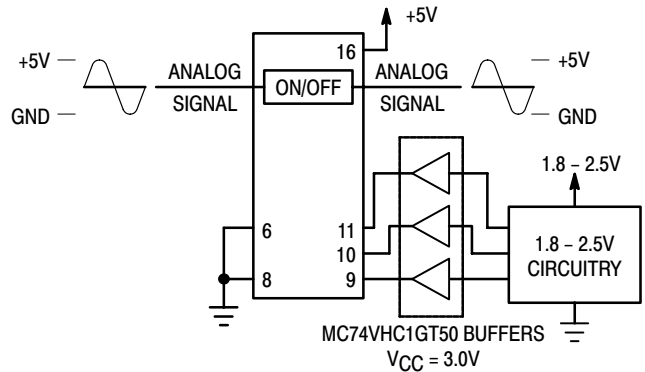 +5V
16
+5V
ANALOG
SIGNAL
GND
ON/OFF
ANALOG
SIGNAL
+5V
GND
1.8 – 2.5V
6
11
10
8
9
1.8 – 2.5V
CIRCUITRY
MC74VHC1GT50 BUFFERS
VCC = 3.0V